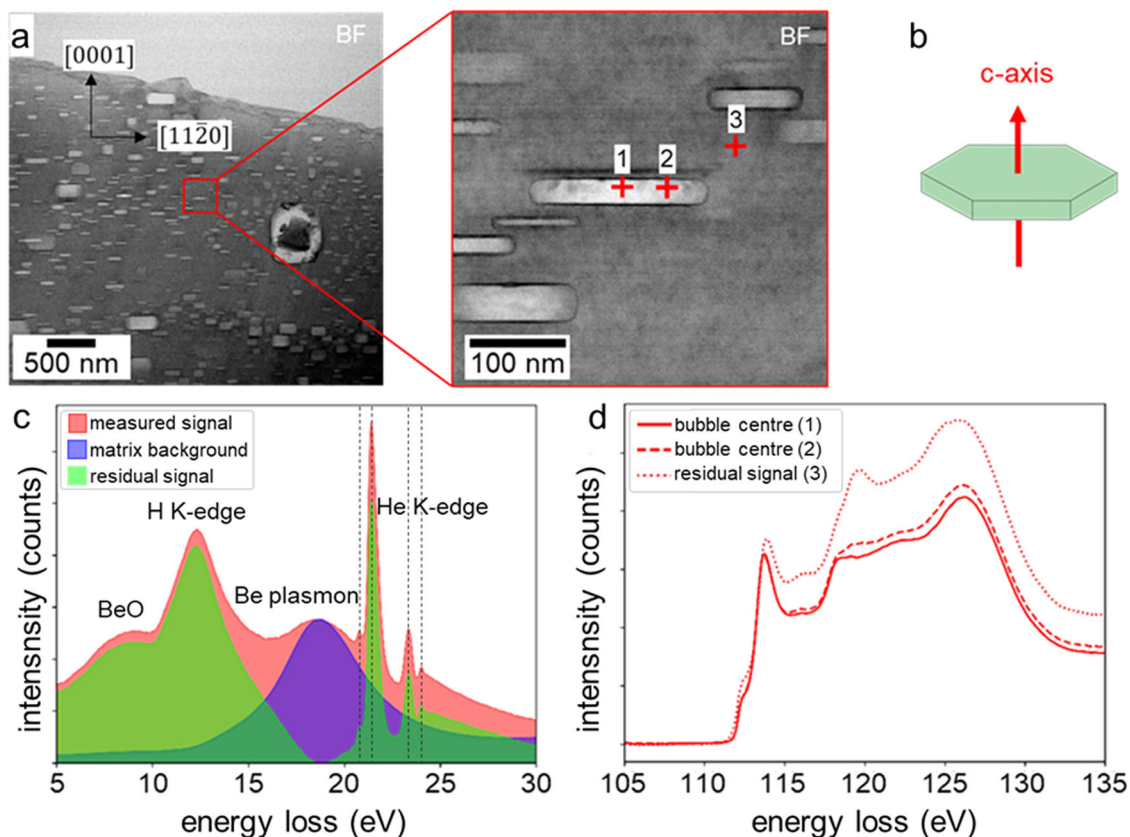 a
BF
[0001]
[11̅20]
500 nm
BF
1
2
3
100 nm
b
c-axis
c
measured signal
matrix background
residual signal
H K-edge
He K-edge
BeO
Be plasmon
intensnsity (counts)
5
10
15
20
25
30
energy loss (eV)
d
bubble centre (1)
bubble centre (2)
residual signal (3)
intensnsity (counts)
105
110
115
120
125
130
135
energy loss (eV)